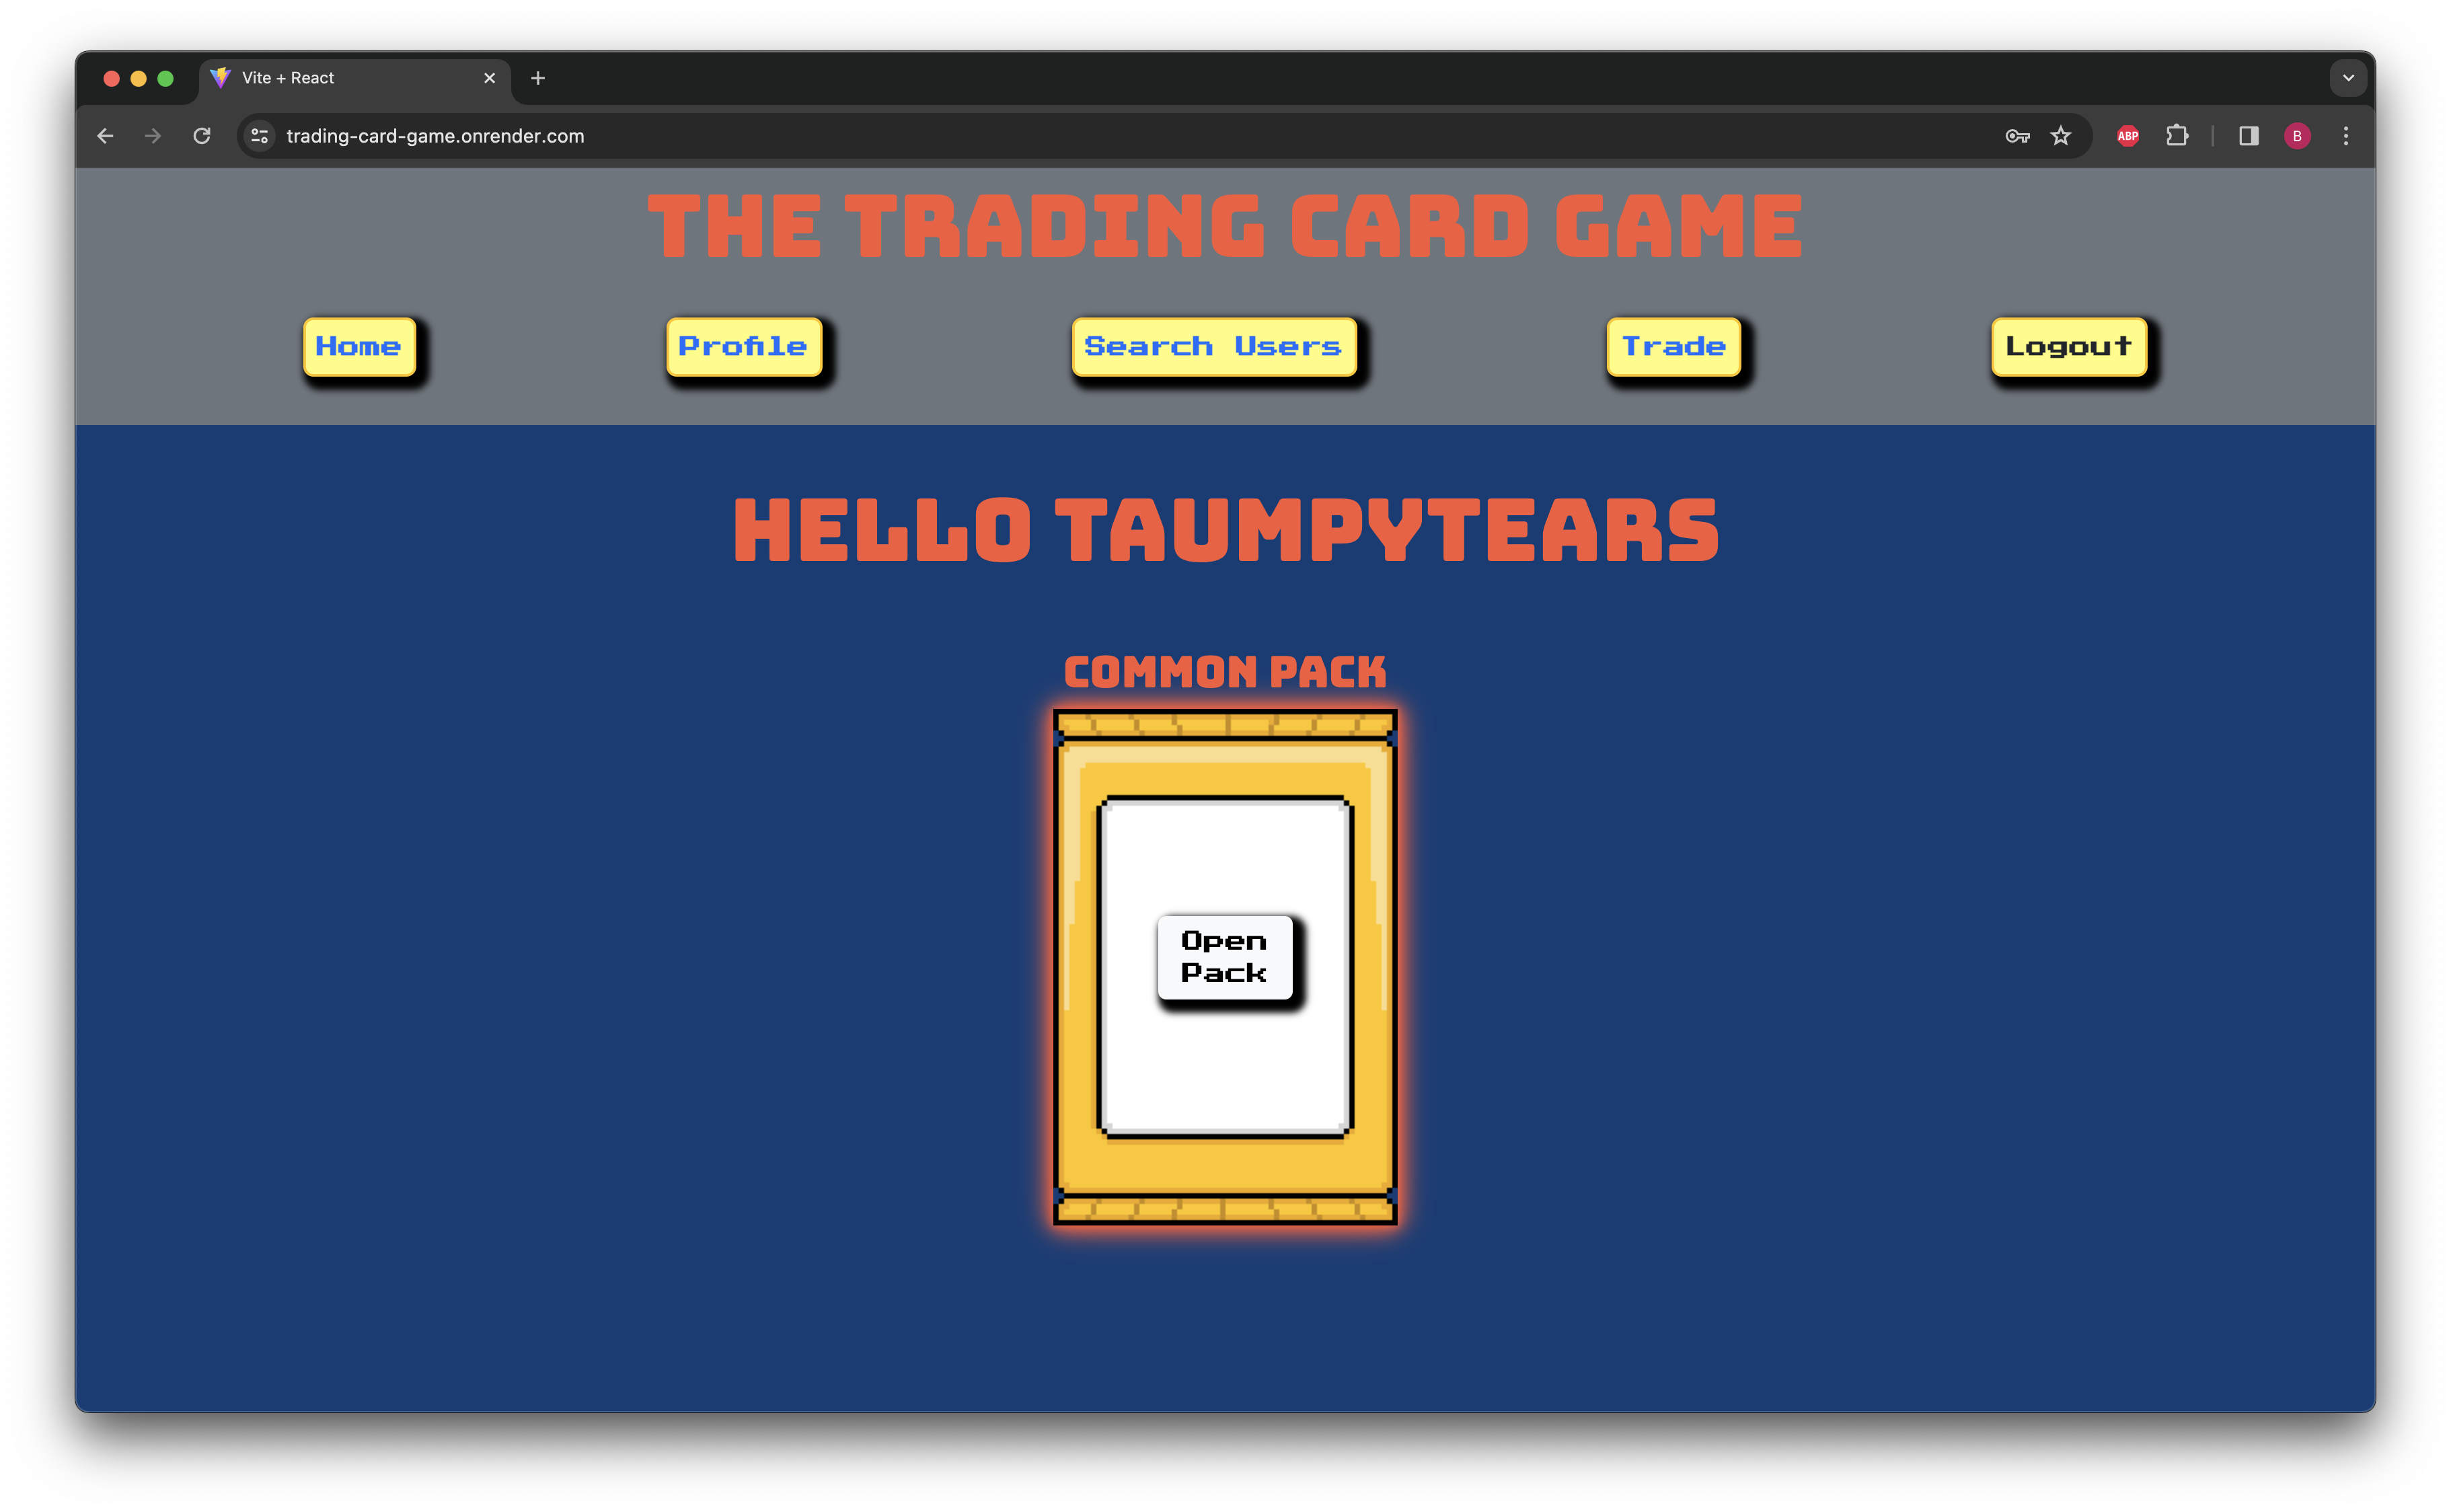 Vite + React
trading-card-game.onrender.com
ABP
B
THE TRADING CARD GAME
Home
Profile
Search Users
Trade
Logout
HELLO TAUMPYTEARS
COMMON PACK
Open
Pack